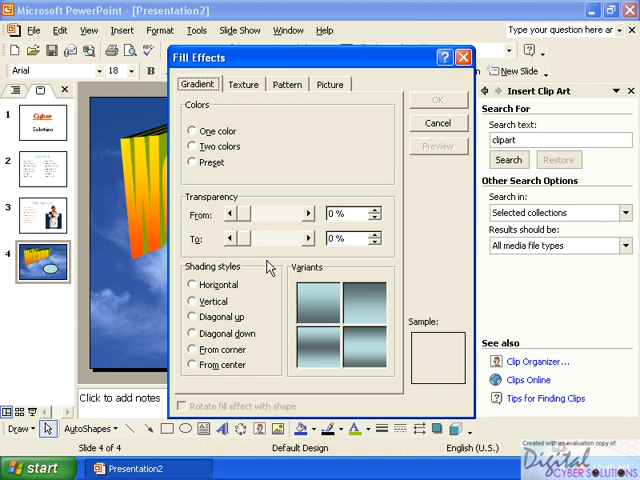 Microsoft PowerPoint - [Presentation2]
File Edit View Insert Format Tools Slide Show Window Help
Type your question here
Arial 18 B New Slide
Fill Effects
Gradient Texture Pattern Picture
Colors
One color
Two colors
Preset
Transparency
From: 0 %
To: 0 %
Shading styles
Horizontal
Vertical
Diagonal up
Diagonal down
From corner
From center
Variants
OK
Cancel
Preview
Sample:
Rotate fill effect with shape
1
Cyber
Solution
2
3
4
Insert Clip Art
Search For
Search text:
clipart
Search Restore
Other Search Options
Search in:
Selected collections
Results should be:
All media file types
See also
Clip Organizer...
Clips Online
Tips for Finding Clips
Click to add notes
Draw AutoShapes
Slide 4 of 4 Default Design English (U.S.)
start Presentation2
Created with an evaluation copy of
Digital
CYBER SOLUTIONS